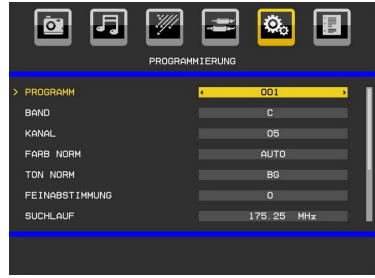 PROGRAMMIERUNG
> PROGRAMM 001
BAND C
KANAL 05
FARB NORM AUTO
TON NORM BG
FEINABSTIMMUNG 0
SUCHLAUF 175.25 MHz